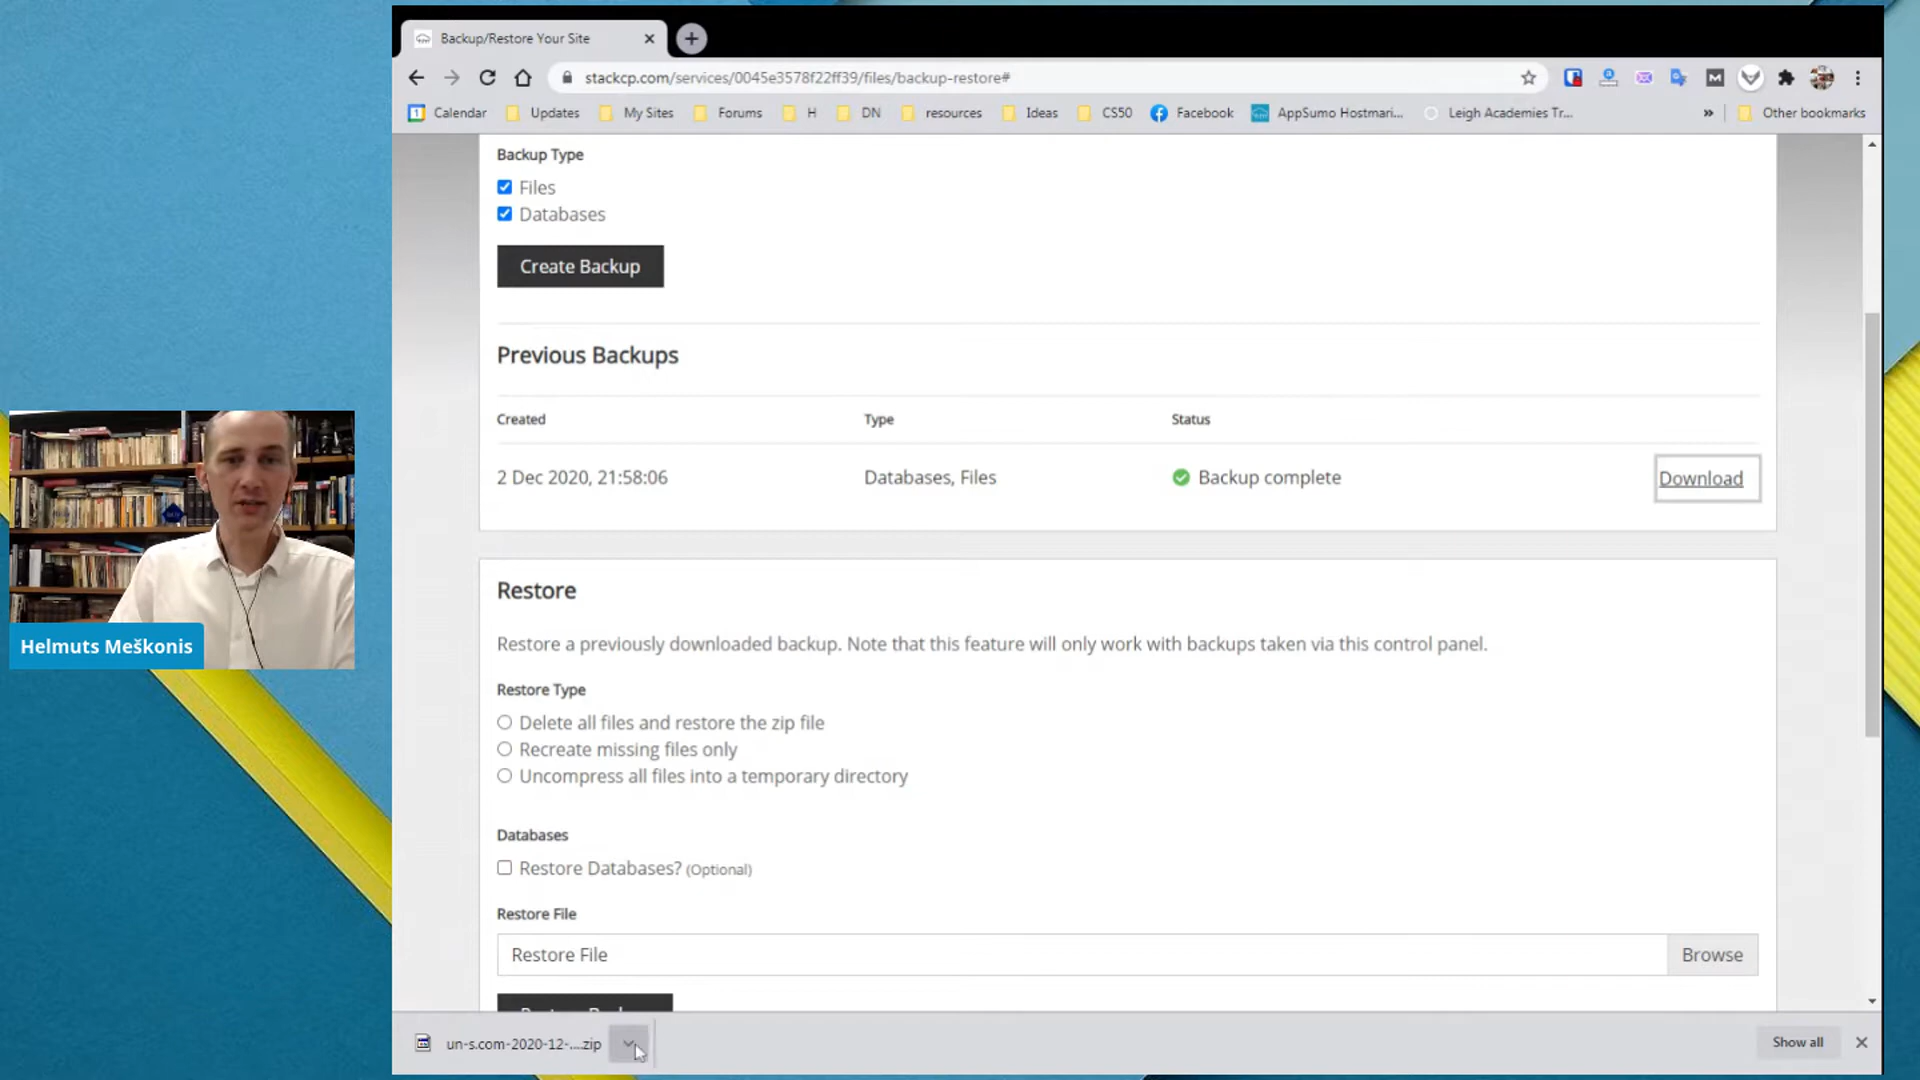 Backup/Restore Your Site
stackcp.com/services/0045e3578f22ff39/files/backup-restore#
Calendar Updates My Sites Forums H DN resources Ideas CS50 Facebook AppSumo Hostmari... Leigh Academies Tr... » Other bookmarks
Backup Type
Files
Databases
Create Backup
Previous Backups
Created Type Status
2 Dec 2020, 21:58:06 Databases, Files Backup complete Download
Restore
Restore a previously downloaded backup. Note that this feature will only work with backups taken via this control panel.
Restore Type
Delete all files and restore the zip file
Recreate missing files only
Uncompress all files into a temporary directory
Databases
Restore Databases? (Optional)
Restore File
Restore File Browse
un-s.com-2020-12-....zip Show all
Helmuts Meškonis